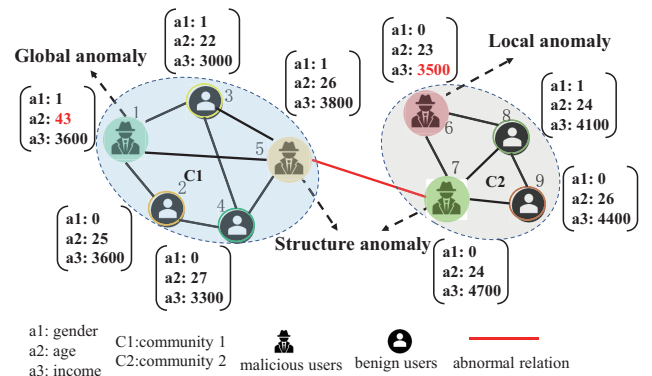 a1: 1
a2: 22
a3: 3000
a1: 0
a2: 23
a3: 3500
Global anomaly
Local anomaly
a1: 1
a2: 43
a3: 3600
a1: 1
a2: 26
a3: 3800
a1: 1
a2: 24
a3: 4100
1
3
5
C1
2
4
6
8
7
C2
9
a1: 0
a2: 25
a3: 3600
a1: 0
a2: 27
a3: 3300
Structure anomaly
a1: 0
a2: 24
a3: 4700
a1: 0
a2: 26
a3: 4400
a1: gender
a2: age
a3: income
C1:community 1
C2:community 2
malicious users
benign users
abnormal relation